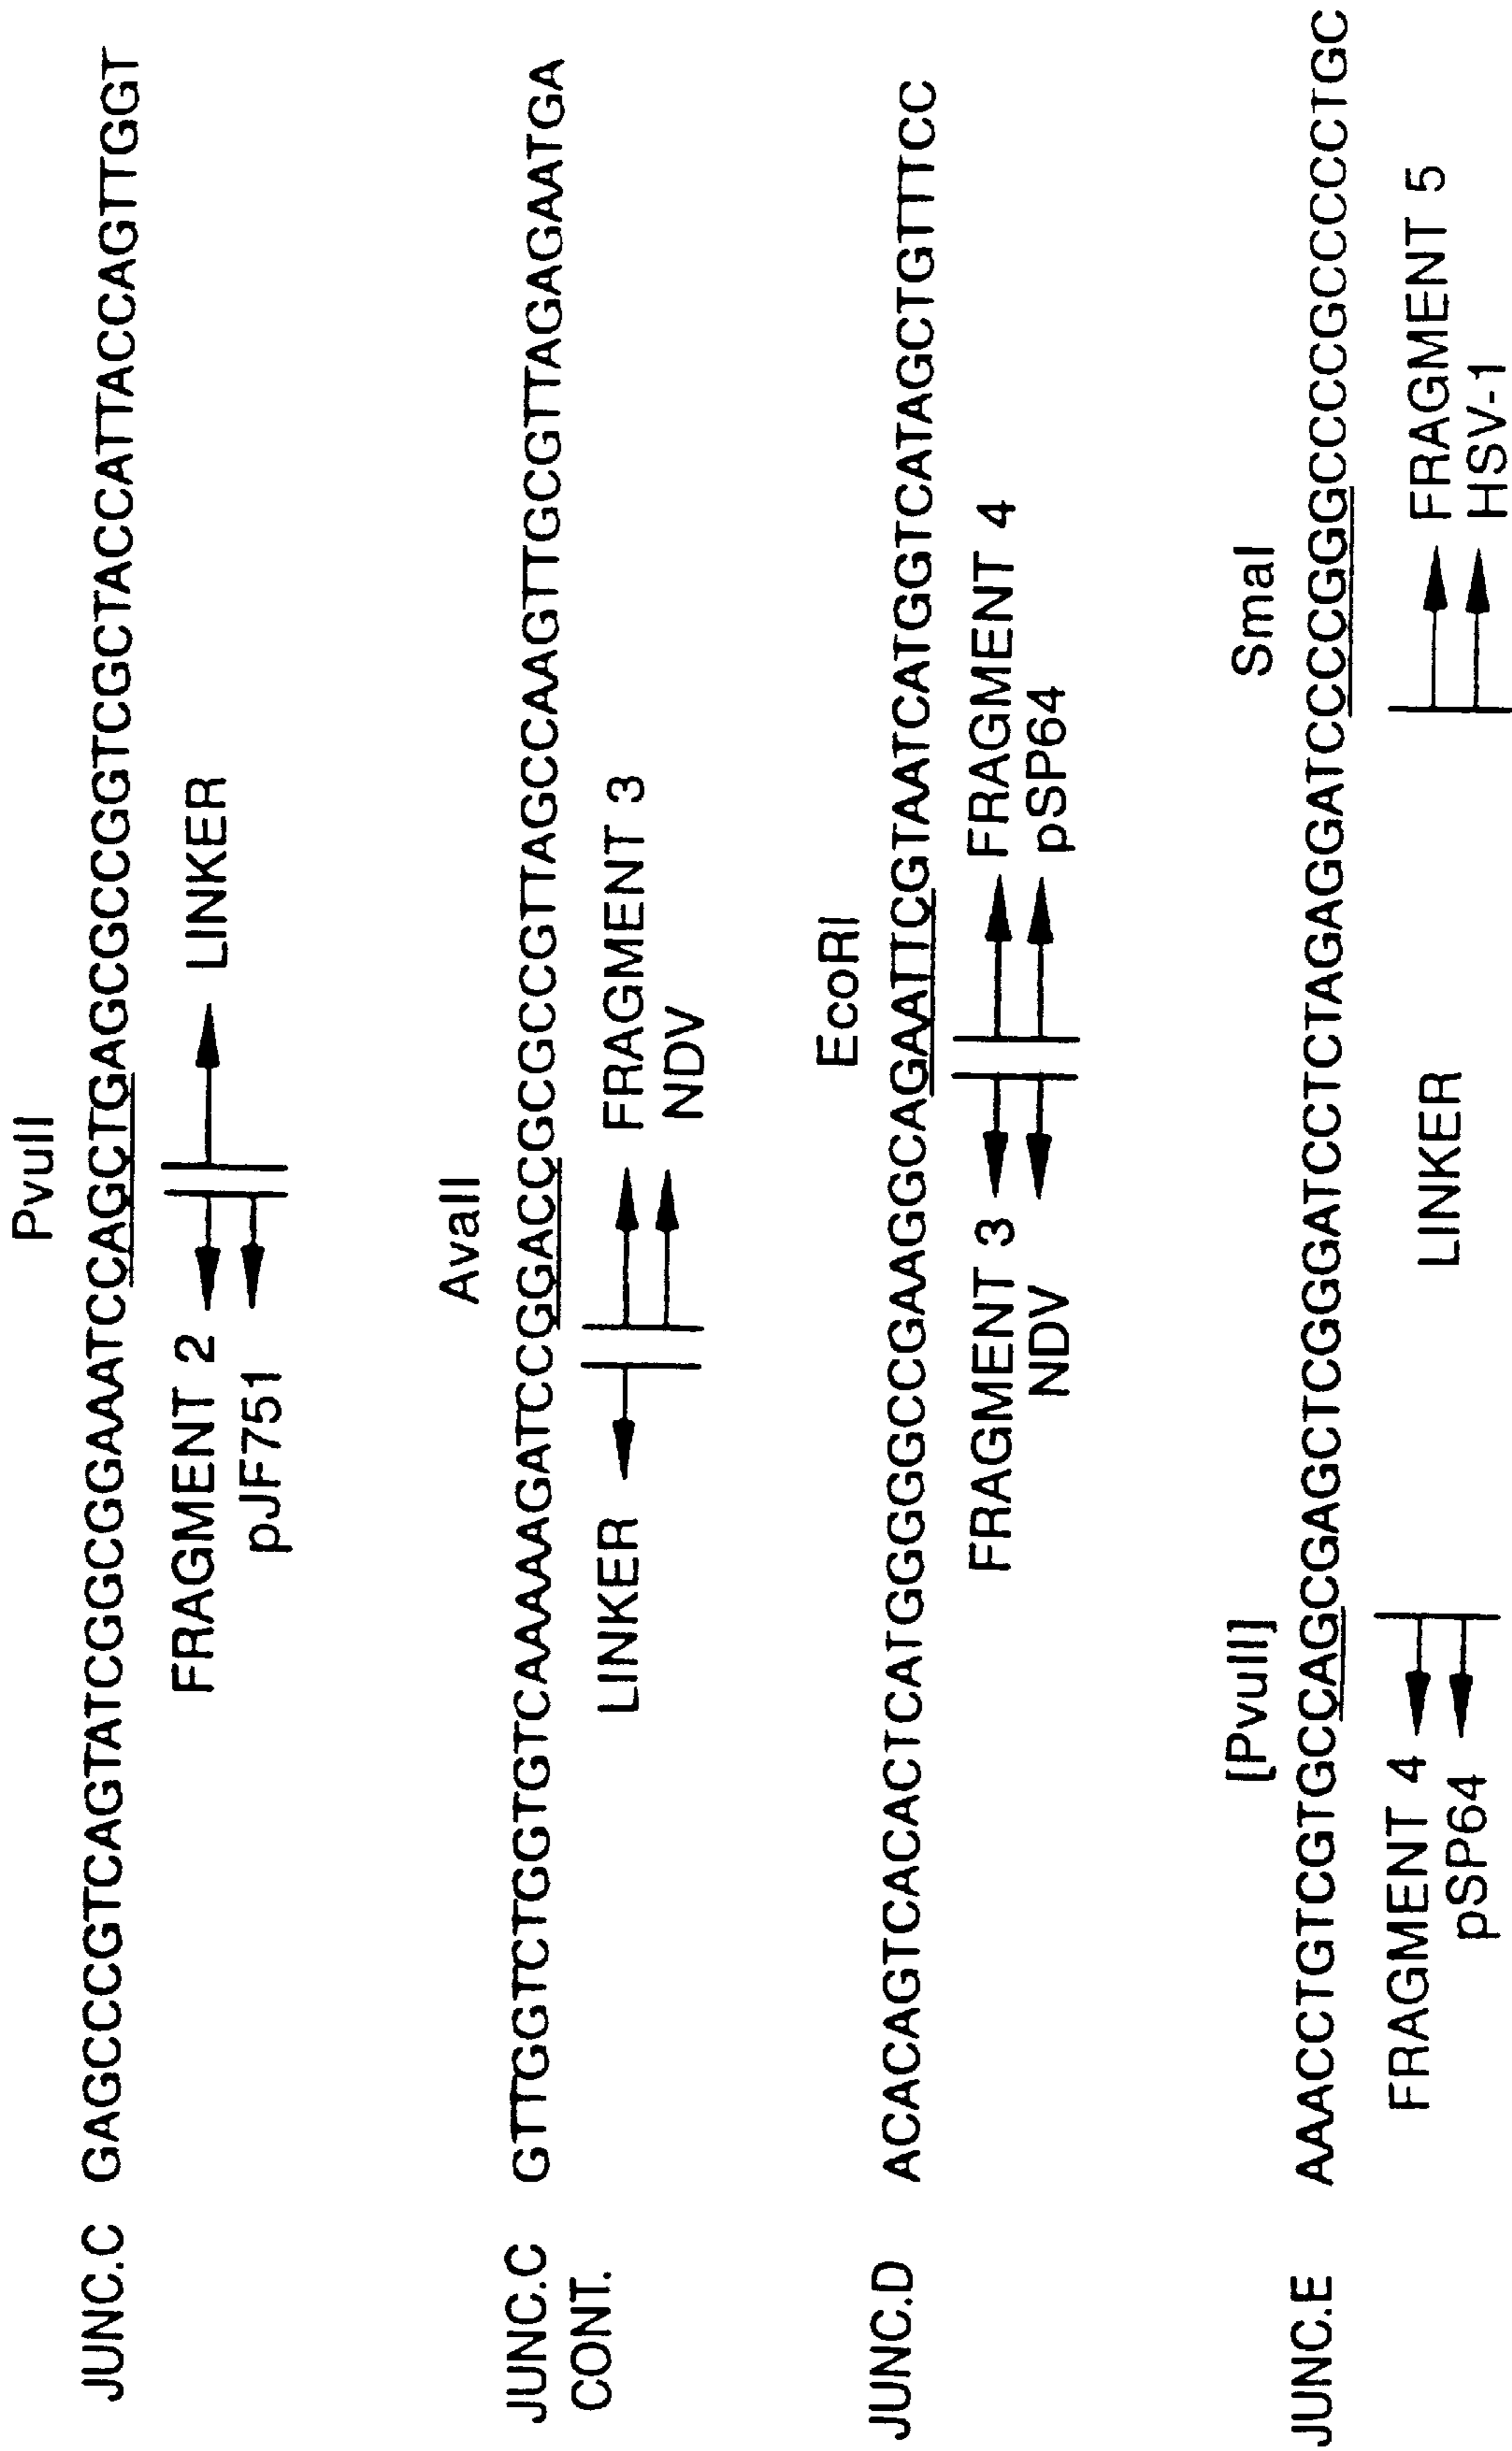 PvuII
JUNC.C GAGCCCGTCAGTATCGGCGGAAATCCAGCTGAGCGCCGGTCGCTACCATTACCAGTTGGT
FRAGMENT 2 LINKER
pJF751
AvaII
JUNC.C GTTGGTCTGGTGTCAAAAAGATCCGGACCGCGCCGTTAGCCAAGTTGCGTTAGAGAATGA
CONT.
LINKER FRAGMENT 3
NDV
EcoRI
JUNC.D ACACAGTCACACTCATGGGGGCCGAAGGCAGAATTCGTAATCATGGTCATAGCTGTTTCC
FRAGMENT 3 FRAGMENT 4
NDV pSP64
[PvuII] SmaI
JUNC.E AAACCTGTCGTGCCAGCGAGCTCGGGATCCTCTAGAGGATCCCCGGGCCCCGCCCCCTGC
FRAGMENT 4 LINKER FRAGMENT 5
pSP64 HSV-1